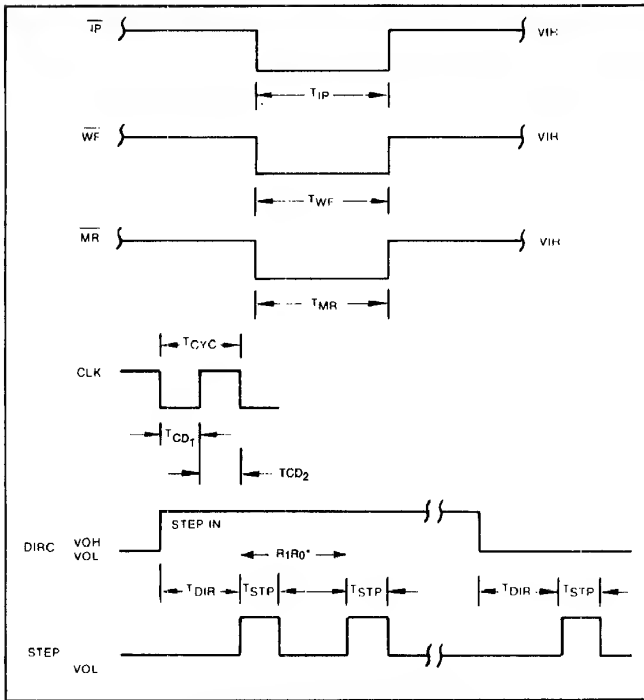 IP VIH
TIP
WF VIH
TWF
MR VIH
TMR
TCYC
CLK
TCD1
TCD2
STEP IN
DIRC VOH
VOL
R1R0*
TDIR TSTP TSTP TDIR TSTP
STEP
VOL